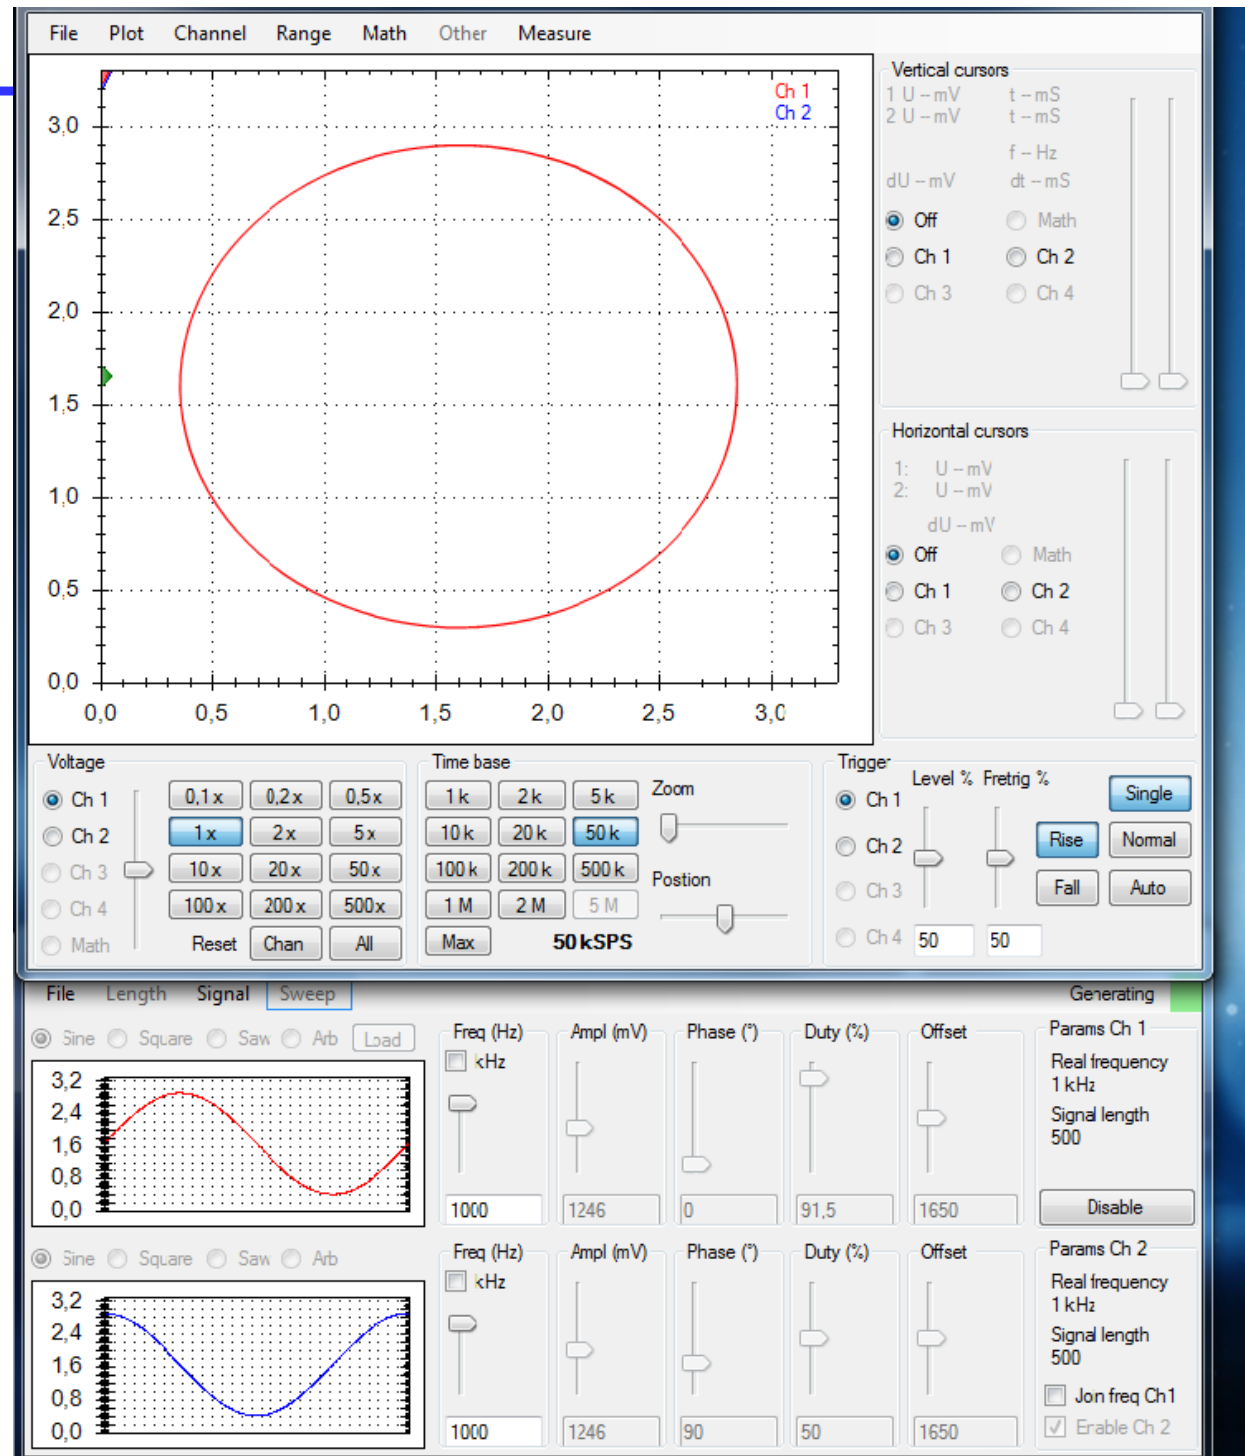 File Plot Channel Range Math Other Measure
Ch 1
Ch 2
3,0
2,5
2,0
1,5
1,0
0,5
0,0
0,0 0,5 1,0 1,5 2,0 2,5 3,0
Vertical cursors
1 U -- mV t -- mS
2 U -- mV t -- mS
f -- Hz
dU -- mV dt -- mS
Off Math
Ch 1 Ch 2
Ch 3 Ch 4
Horizontal cursors
1: U -- mV
2: U -- mV
dU -- mV
Off Math
Ch 1 Ch 2
Ch 3 Ch 4
Voltage
Ch 1 0,1 x 0,2 x 0,5 x
Ch 2 1 x 2 x 5 x
Ch 3 10 x 20 x 50 x
Ch 4 100 x 200 x 500 x
Math Reset Chan All
Time base
1 k 2 k 5 k Zoom
10 k 20 k 50 k
100 k 200 k 500 k Postion
1 M 2 M 5 M
Max 50 kSPS
Trigger
Level % Fretrig %
Ch 1 Single
Ch 2 Rise Normal
Ch 3 Fall Auto
Ch 4 50 50
File Length Signal Sweep Generating
Sine Square Saw Arb Load
3,2
2,4
1,6
0,8
0,0
Freq (Hz) Ampl (mV) Phase (°) Duty (%) Offset
kHz
1000 1246 0 91,5 1650
Params Ch 1
Real frequency
1 kHz
Signal length
500
Disable
Sine Square Saw Arb
3,2
2,4
1,6
0,8
0,0
Freq (Hz) Ampl (mV) Phase (°) Duty (%) Offset
kHz
1000 1246 90 50 1650
Params Ch 2
Real frequency
1 kHz
Signal length
500
Jon freq Ch1
Enable Ch 2